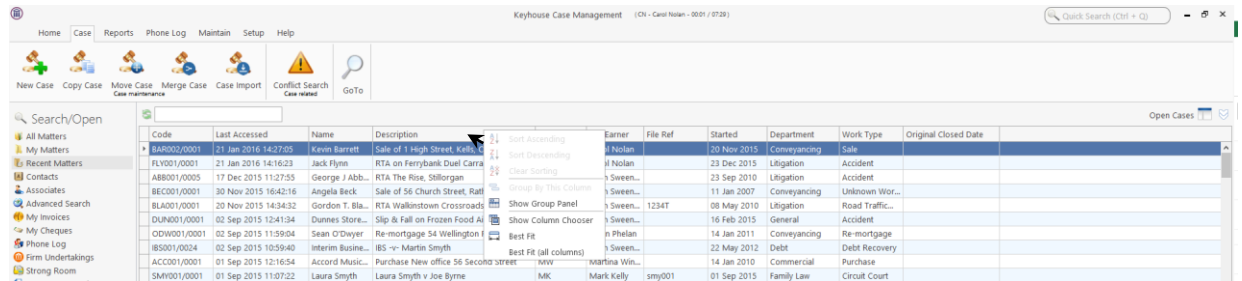 Keyhouse Case Management (CN - Carol Nolan - 00:01 / 07:28)
Quick Search (Ctrl + Q)
Home Case Reports Phone Log Maintain Setup Help
New Case Copy Case Move Case Merge Case Case Import Conflict Search GoTo
Case maintenance Case related
Search/Open
Open Cases
All Matters
My Matters
Recent Matters
Contacts
Associates
Advanced Search
My Invoices
My Cheques
Phone Log
Firm Undertakings
Strong Room
Code Last Accessed Name Description Earner File Ref Started Department Work Type Original Closed Date
BAR002/0001 21 Jan 2016 14:27:05 Kevin Barrett Sale of 1 High Street, Kells, C Nolan 20 Nov 2015 Conveyancing Sale
FLY001/0001 21 Jan 2016 14:16:23 Jack Flynn RTA on Ferrybank Duel Carra Nolan 23 Dec 2015 Litigation Accident
ABB001/0005 17 Dec 2015 11:27:55 George J Abb... RTA The Rise, Stillorgan Sween... 23 Sep 2010 Litigation Accident
BEC001/0001 30 Nov 2015 16:42:16 Angela Beck Sale of 56 Church Street, Rat Sween... 11 Jan 2007 Conveyancing Unknown Wor...
BLA001/0001 20 Nov 2015 14:34:32 Gordon T. Bla... RTA Walkinstown Crossroads Sween... 1234T 08 May 2010 Litigation Road Traffic...
DUN001/0001 02 Sep 2015 12:41:34 Dunnes Store... Slip & Fall on Frozen Food Ai Sween... 16 Feb 2015 General Accident
ODW001/0001 02 Sep 2015 11:59:04 Sean O'Dwyer Re-mortgage 54 Wellington Phelan 14 Jan 2011 Conveyancing Re-mortgage
IBS001/0024 02 Sep 2015 10:59:40 Interim Busine... IBS -v- Martin Smyth Sween... 22 May 2012 Debt Debt Recovery
ACC001/0001 01 Sep 2015 12:16:54 Accord Music... Purchase New office 56 Second Street MW Martina Win... 14 Jan 2010 Commercial Purchase
SMY001/0001 01 Sep 2015 11:07:22 Laura Smyth Laura Smyth v Joe Byrne MK Mark Kelly smy001 01 Sep 2015 Family Law Circuit Court
Sort Ascending
Sort Descending
Clear Sorting
Group By This Column
Show Group Panel
Show Column Chooser
Best Fit
Best Fit (all columns)